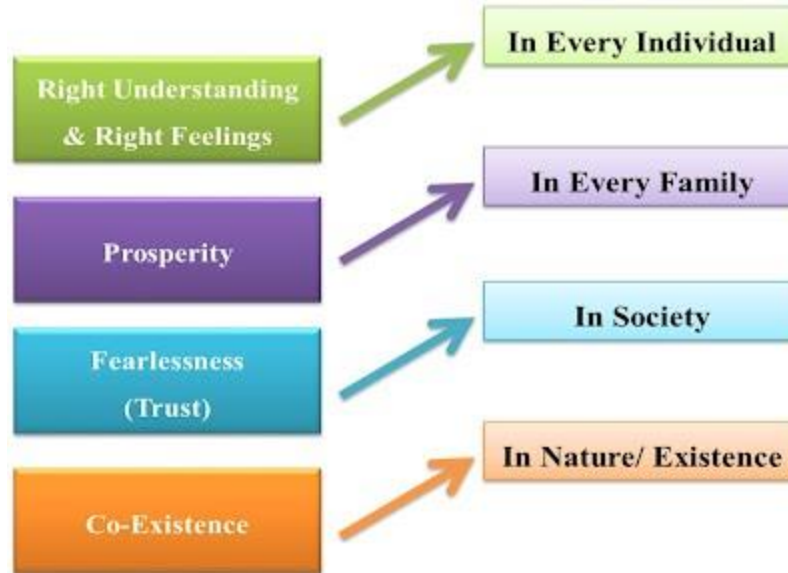 Right Understanding
& Right Feelings
In Every Individual
Prosperity
In Every Family
Fearlessness
(Trust)
In Society
Co-Existence
In Nature/ Existence